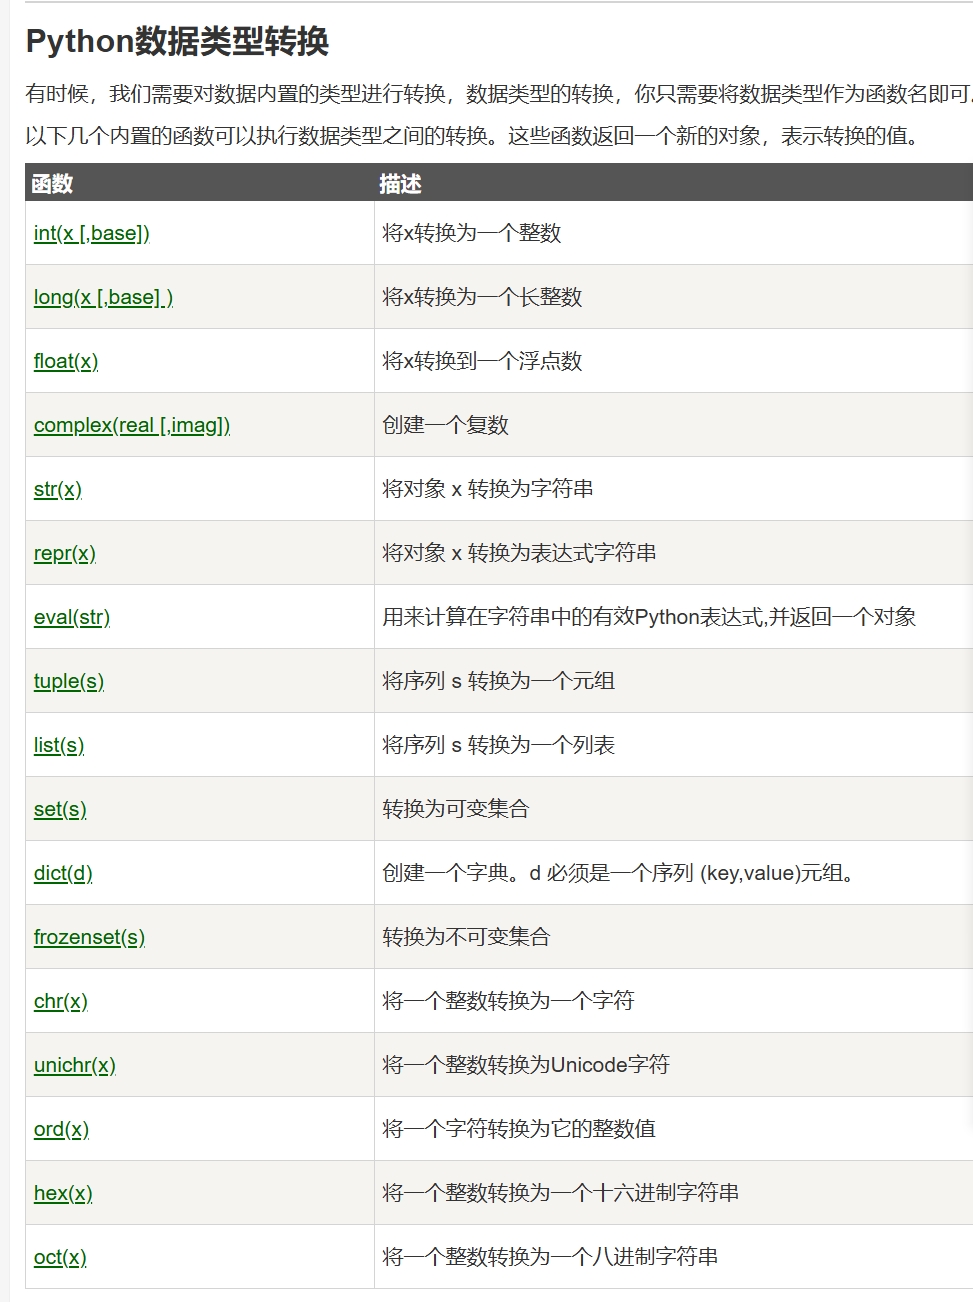 Python数据类型转换
有时候，我们需要对数据内置的类型进行转换，数据类型的转换，你只需要将数据类型作为函数名即可。
以下几个内置的函数可以执行数据类型之间的转换。这些函数返回一个新的对象，表示转换的值。
函数 描述
int(x [,base]) 将x转换为一个整数
long(x [,base] ) 将x转换为一个长整数
float(x) 将x转换到一个浮点数
complex(real [,imag]) 创建一个复数
str(x) 将对象 x 转换为字符串
repr(x) 将对象 x 转换为表达式字符串
eval(str) 用来计算在字符串中的有效Python表达式,并返回一个对象
tuple(s) 将序列 s 转换为一个元组
list(s) 将序列 s 转换为一个列表
set(s) 转换为可变集合
dict(d) 创建一个字典。d 必须是一个序列 (key,value)元组。
frozenset(s) 转换为不可变集合
chr(x) 将一个整数转换为一个字符
unichr(x) 将一个整数转换为Unicode字符
ord(x) 将一个字符转换为它的整数值
hex(x) 将一个整数转换为一个十六进制字符串
oct(x) 将一个整数转换为一个八进制字符串